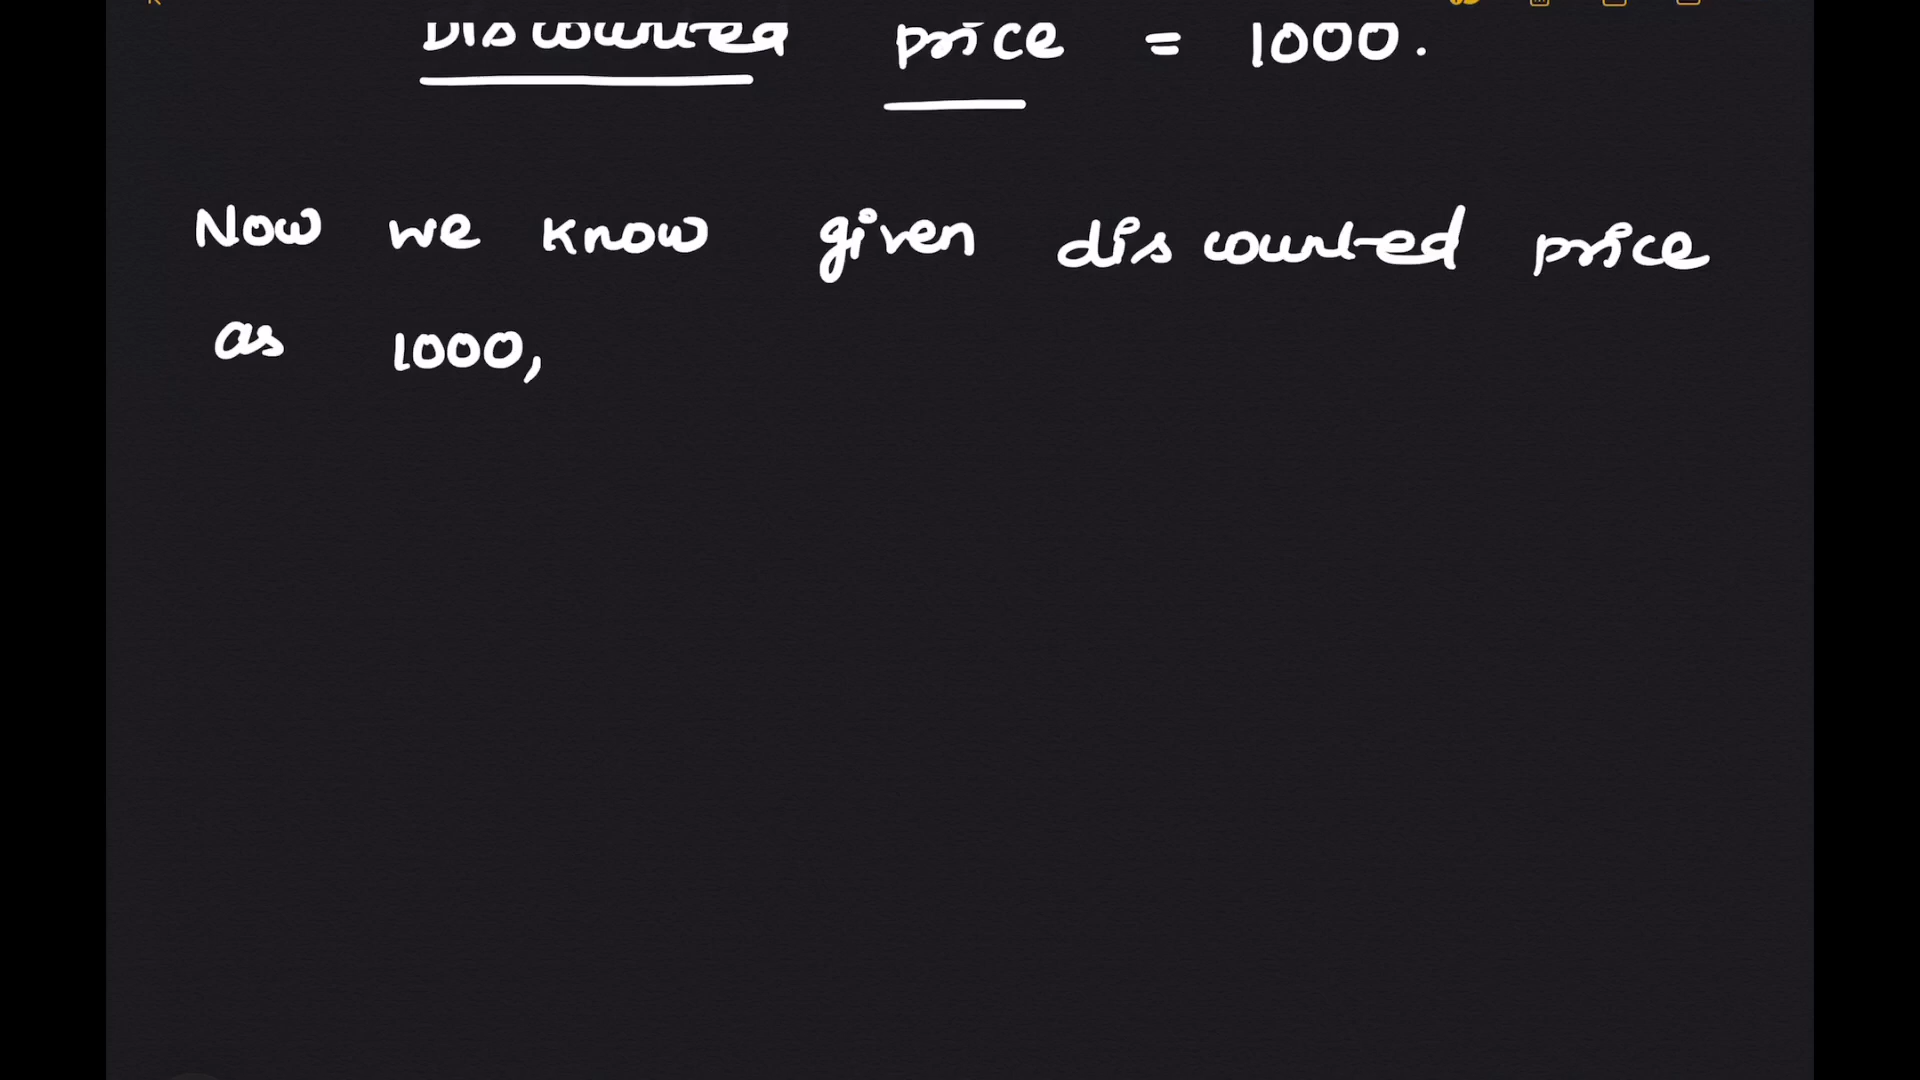 Discounted price = 1000.
Now we know given discounted price
as 1000,